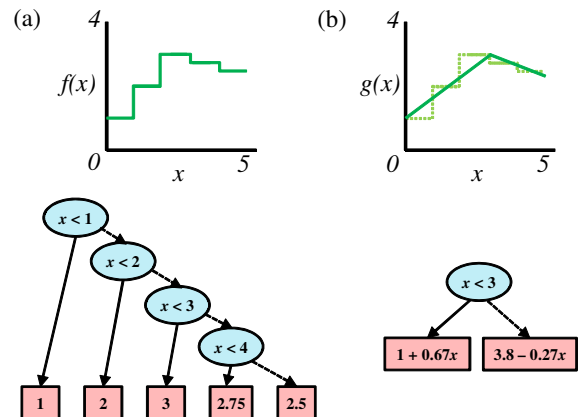 (a)
4
f(x)
0
x
5
x < 1
x < 2
x < 3
x < 4
1
2
3
2.75
2.5
(b)
4
g(x)
0
x
5
x < 3
1 + 0.67x
3.8 – 0.27x